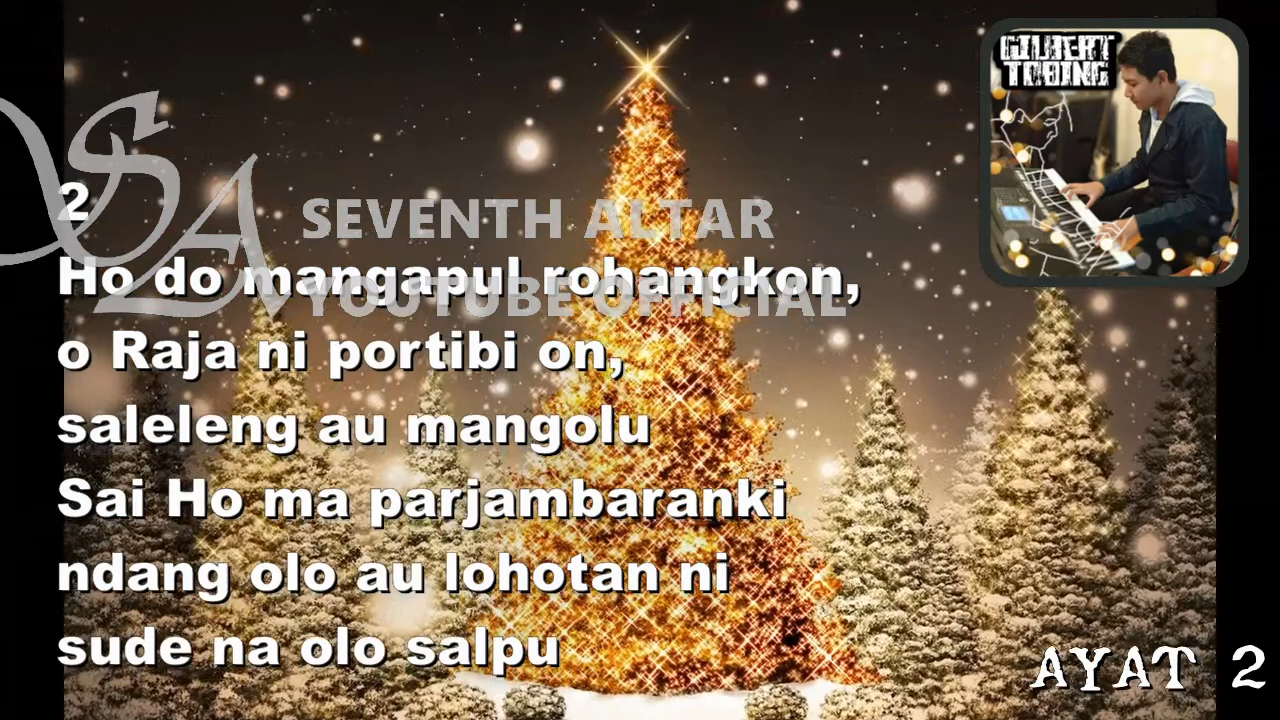 GILBERT
TOBING
SA
SEVENTH ALTAR
YOUTUBE OFFICIAL
2
Ho do mangapul rohangkon,
o Raja ni portibi on,
saleleng au mangolu
Sai Ho ma parjambaranki
ndang olo au lohotan ni
sude na olo salpu
AYAT 2